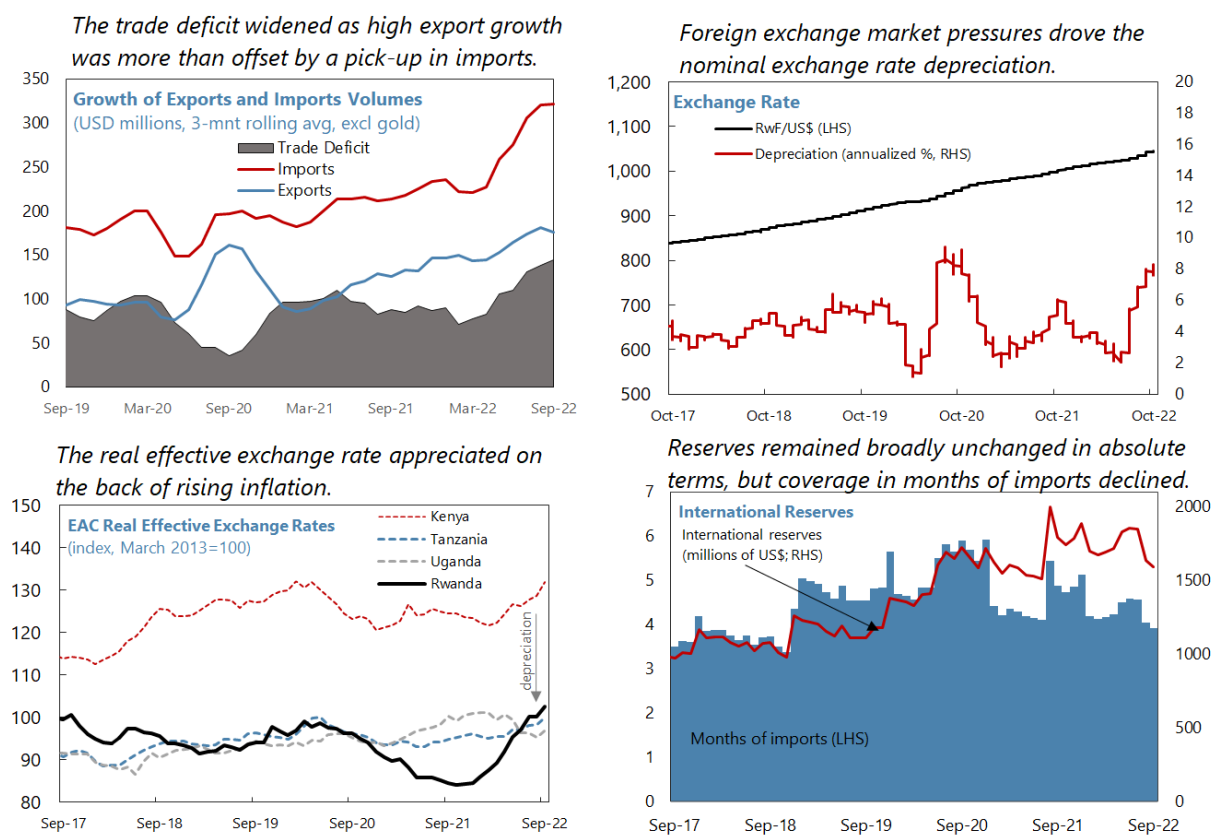 The trade deficit widened as high export growth
was more than offset by a pick-up in imports.
350
300
250
200
150
100
50
0
Growth of Exports and Imports Volumes
(USD millions, 3-mnt rolling avg, excl gold)
Trade Deficit
Imports
Exports
Sep-19 Mar-20 Sep-20 Mar-21 Sep-21 Mar-22 Sep-22
Foreign exchange market pressures drove the
nominal exchange rate depreciation.
1,200
1,100
1,000
900
800
700
600
500
Exchange Rate
RwF/US$ (LHS)
Depreciation (annualized %, RHS)
20
18
16
14
12
10
8
6
4
2
0
Oct-17 Oct-18 Oct-19 Oct-20 Oct-21 Oct-22
The real effective exchange rate appreciated on
the back of rising inflation.
150
140
130
120
110
100
90
80
EAC Real Effective Exchange Rates
(index, March 2013=100)
Kenya
Tanzania
Uganda
Rwanda
depreciation
Sep-17 Sep-18 Sep-19 Sep-20 Sep-21 Sep-22
Reserves remained broadly unchanged in absolute
terms, but coverage in months of imports declined.
7
6
5
4
3
2
1
0
International Reserves
International reserves
(millions of US$; RHS)
Months of imports (LHS)
2000
1500
1000
500
0
Sep-17 Sep-18 Sep-19 Sep-20 Sep-21 Sep-22